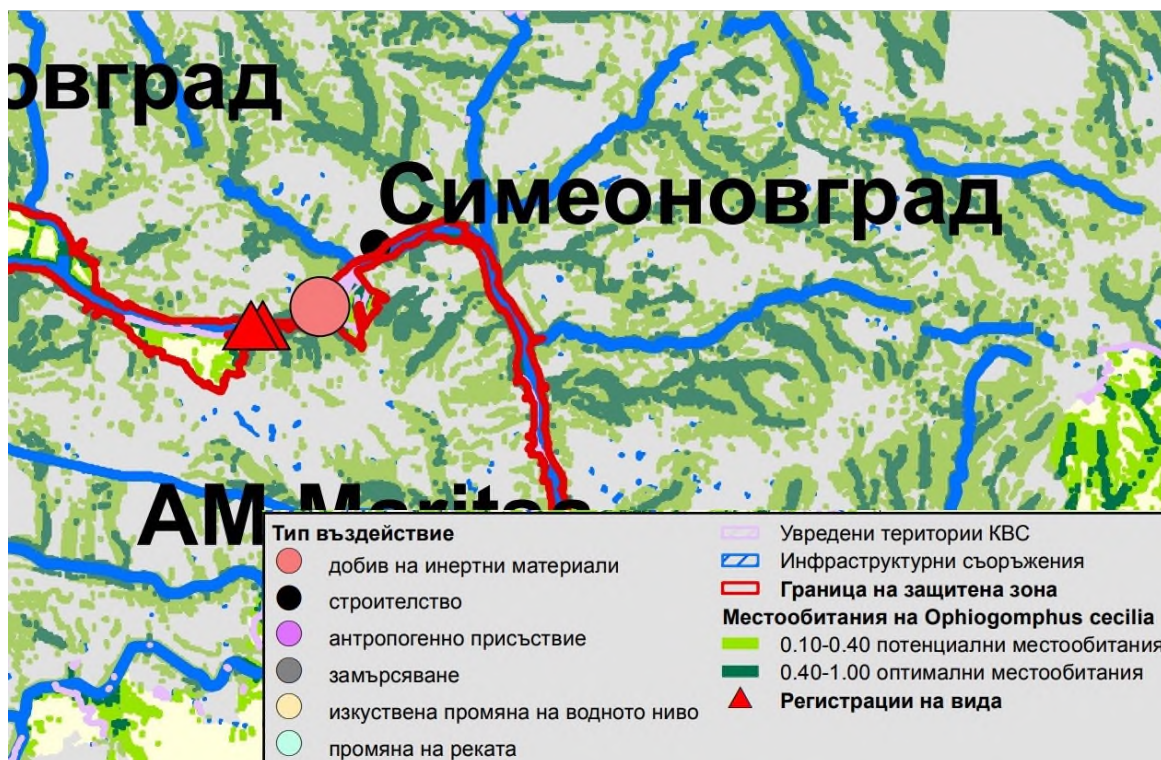 овград
Симеоновград
AM Maritsa
Тип въздействие
добив на инертни материали
строителство
антропогенно присъствие
замърсяване
изкуствена промяна на водното ниво
промяна на реката
Увредени територии КВС
Инфраструктурни съоръжения
Граница на защитена зона
Местообитания на Ophiogomphus cecilia
0.10-0.40 потенциални местообитания
0.40-1.00 оптимални местообитания
Регистрации на вида